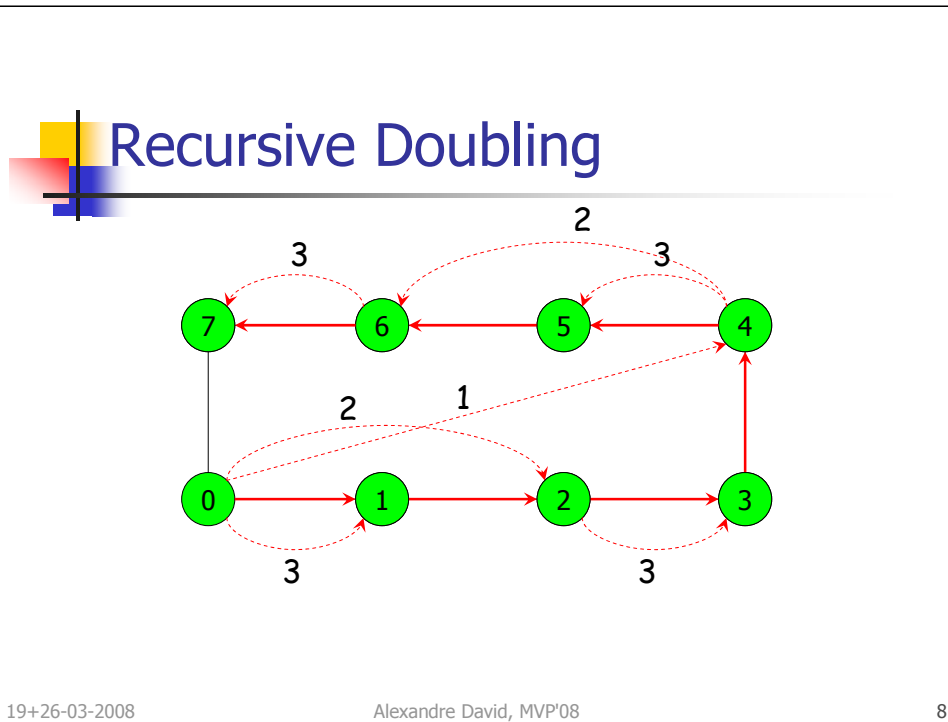 Recursive Doubling
2
3 3
7 6 5 4
2 1
0 1 2 3
3 3
19+26-03-2008 Alexandre David, MVP'08 8